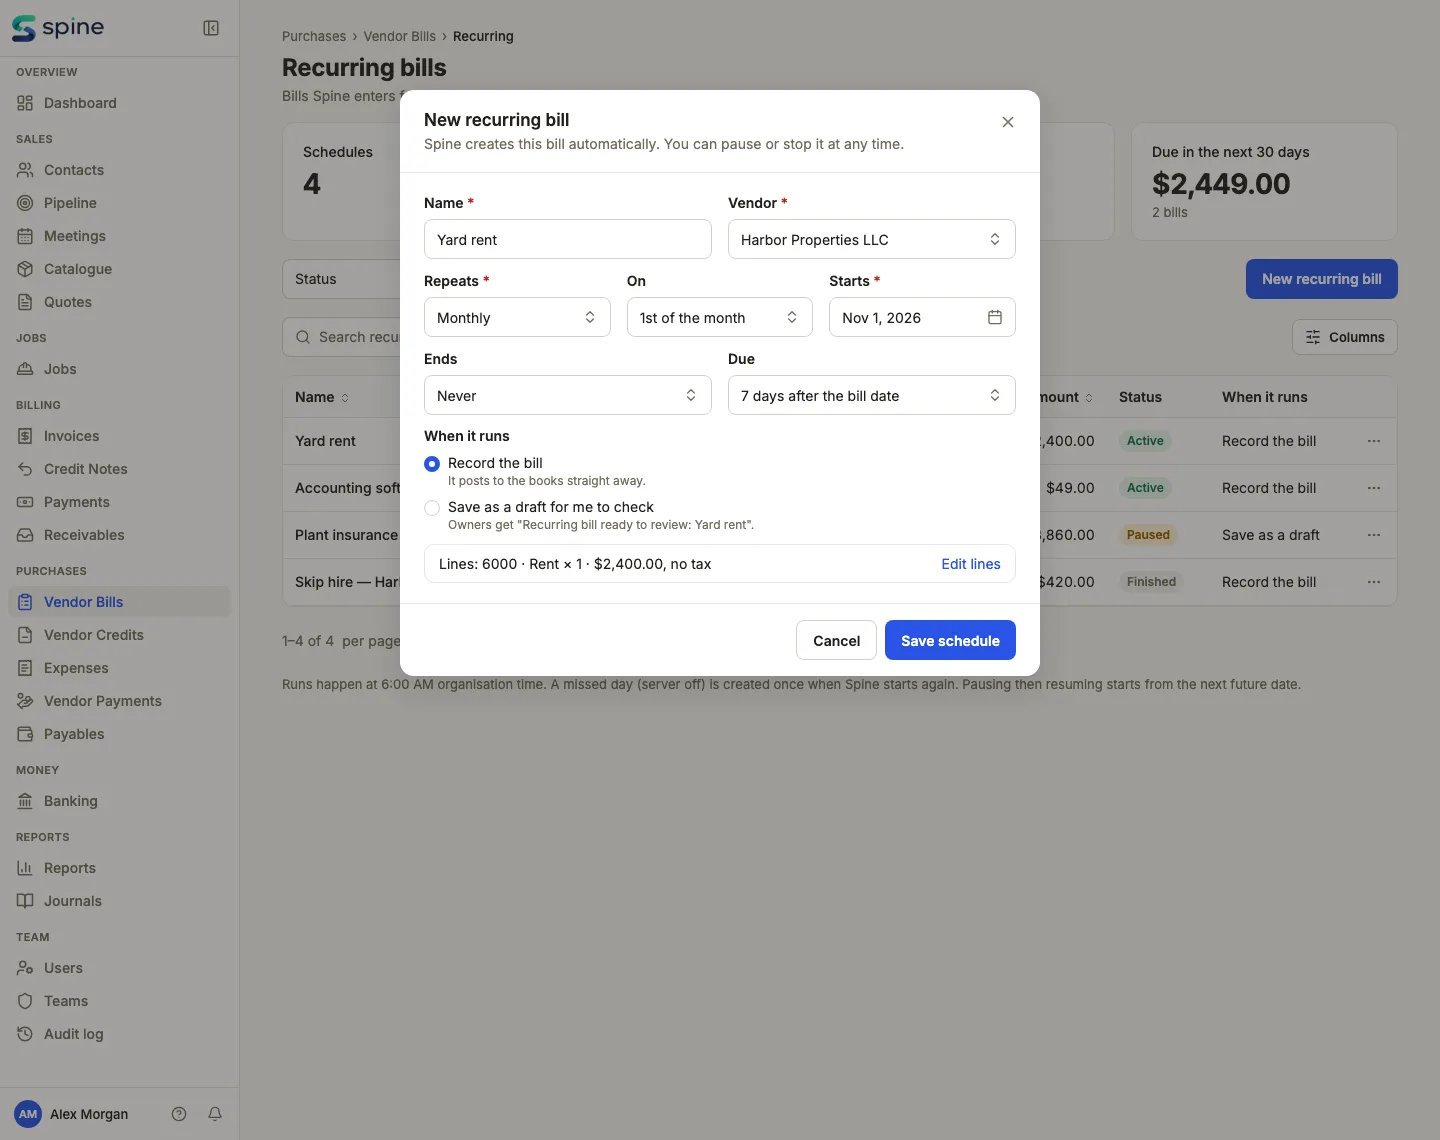 spine
OVERVIEW
Dashboard
SALES
Contacts
Pipeline
Meetings
Catalogue
Quotes
JOBS
Jobs
BILLING
Invoices
Credit Notes
Payments
Receivables
PURCHASES
Vendor Bills
Vendor Credits
Expenses
Vendor Payments
Payables
MONEY
Banking
REPORTS
Reports
Journals
TEAM
Users
Teams
Audit log
AM Alex Morgan
Purchases › Vendor Bills › Recurring
Recurring bills
Bills Spine enters
Schedules
4
Due in the next 30 days
$2,449.00
2 bills
Status
New recurring bill
Search
Columns
Name Status When it runs
Yard rent ,400.00 Active Record the bill ···
Accounting $49.00 Active Record the bill ···
Plant insurance ,860.00 Paused Save as a draft ···
Skip hire — $420.00 Finished Record the bill ···
1–4 of 4 per page
Runs happen at 6:00 AM organisation time. A missed day (server off) is created once when Spine starts again. Pausing then resuming starts from the next future date.
New recurring bill
Spine creates this bill automatically. You can pause or stop it at any time.
Name * Vendor *
Yard rent Harbor Properties LLC
Repeats * On Starts *
Monthly 1st of the month Nov 1, 2026
Ends Due
Never 7 days after the bill date
When it runs
Record the bill
It posts to the books straight away.
Save as a draft for me to check
Owners get "Recurring bill ready to review: Yard rent".
Lines: 6000 · Rent × 1 · $2,400.00, no tax Edit lines
Cancel Save schedule